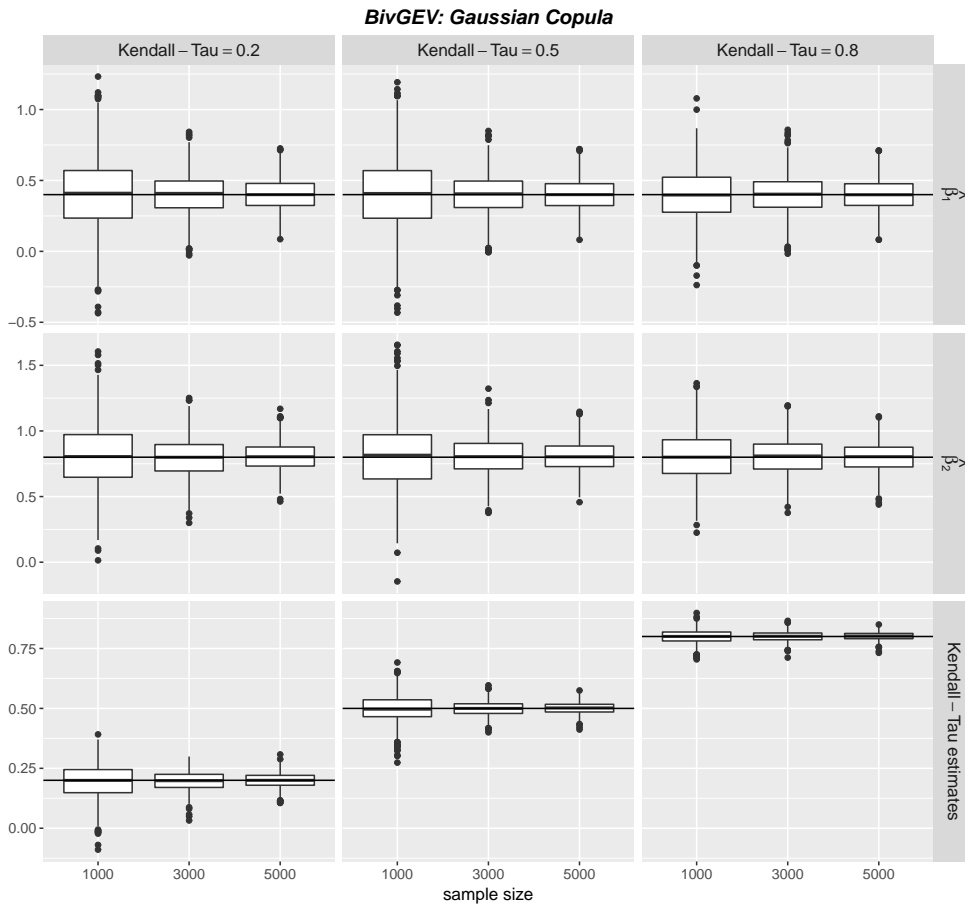 BivGEV: Gaussian Copula
Kendall − Tau = 0.2
Kendall − Tau = 0.5
Kendall − Tau = 0.8
1.0
0.5
0.0
−0.5
β̂1
1.5
1.0
0.5
0.0
β̂2
0.75
0.50
0.25
0.00
Kendall − Tau estimates
1000 3000 5000 1000 3000 5000 1000 3000 5000
sample size